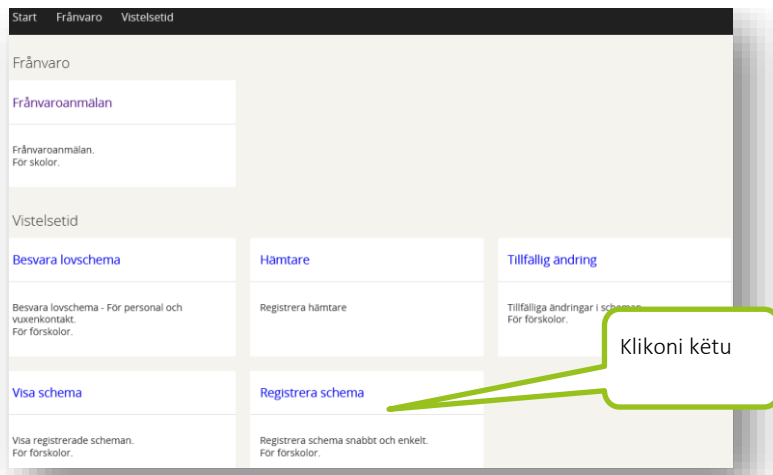 Start Frånvaro Vistelsetid
Frånvaro
Frånvaroanmälan
Frånvaroanmälan.
För skolor.
Vistelsetid
Besvara lovschema
Besvara lovschema - För personal och
vuxenkontakt.
För förskolor.
Hämtare
Registrera hämtare
Tillfällig ändring
Tillfälliga ändringar i scheman.
För förskolor.
Klikoni këtu
Visa schema
Visa registrerade scheman.
För förskolor.
Registrera schema
Registrera schema snabbt och enkelt.
För förskolor.